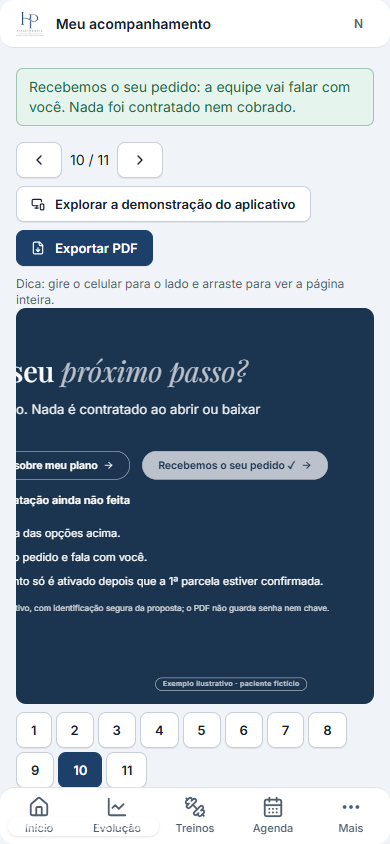 HP
Meu acompanhamento
N
Recebemos o seu pedido: a equipe vai falar com
você. Nada foi contratado nem cobrado.
10 / 11
Explorar a demonstração do aplicativo
Exportar PDF
Dica: gire o celular para o lado e arraste para ver a página
inteira.
seu próximo passo?
o. Nada é contratado ao abrir ou baixar
sobre meu plano →
Recebemos o seu pedido ✓ →
atação ainda não feita
a das opções acima.
o pedido e fala com você.
nto só é ativado depois que a 1ª parcela estiver confirmada.
tivo, com identificação segura da proposta; o PDF não guarda senha nem chave.
Exemplo ilustrativo · paciente fictício
1 2 3 4 5 6 7 8
9 10 11
Início Evolução Treinos Agenda Mais